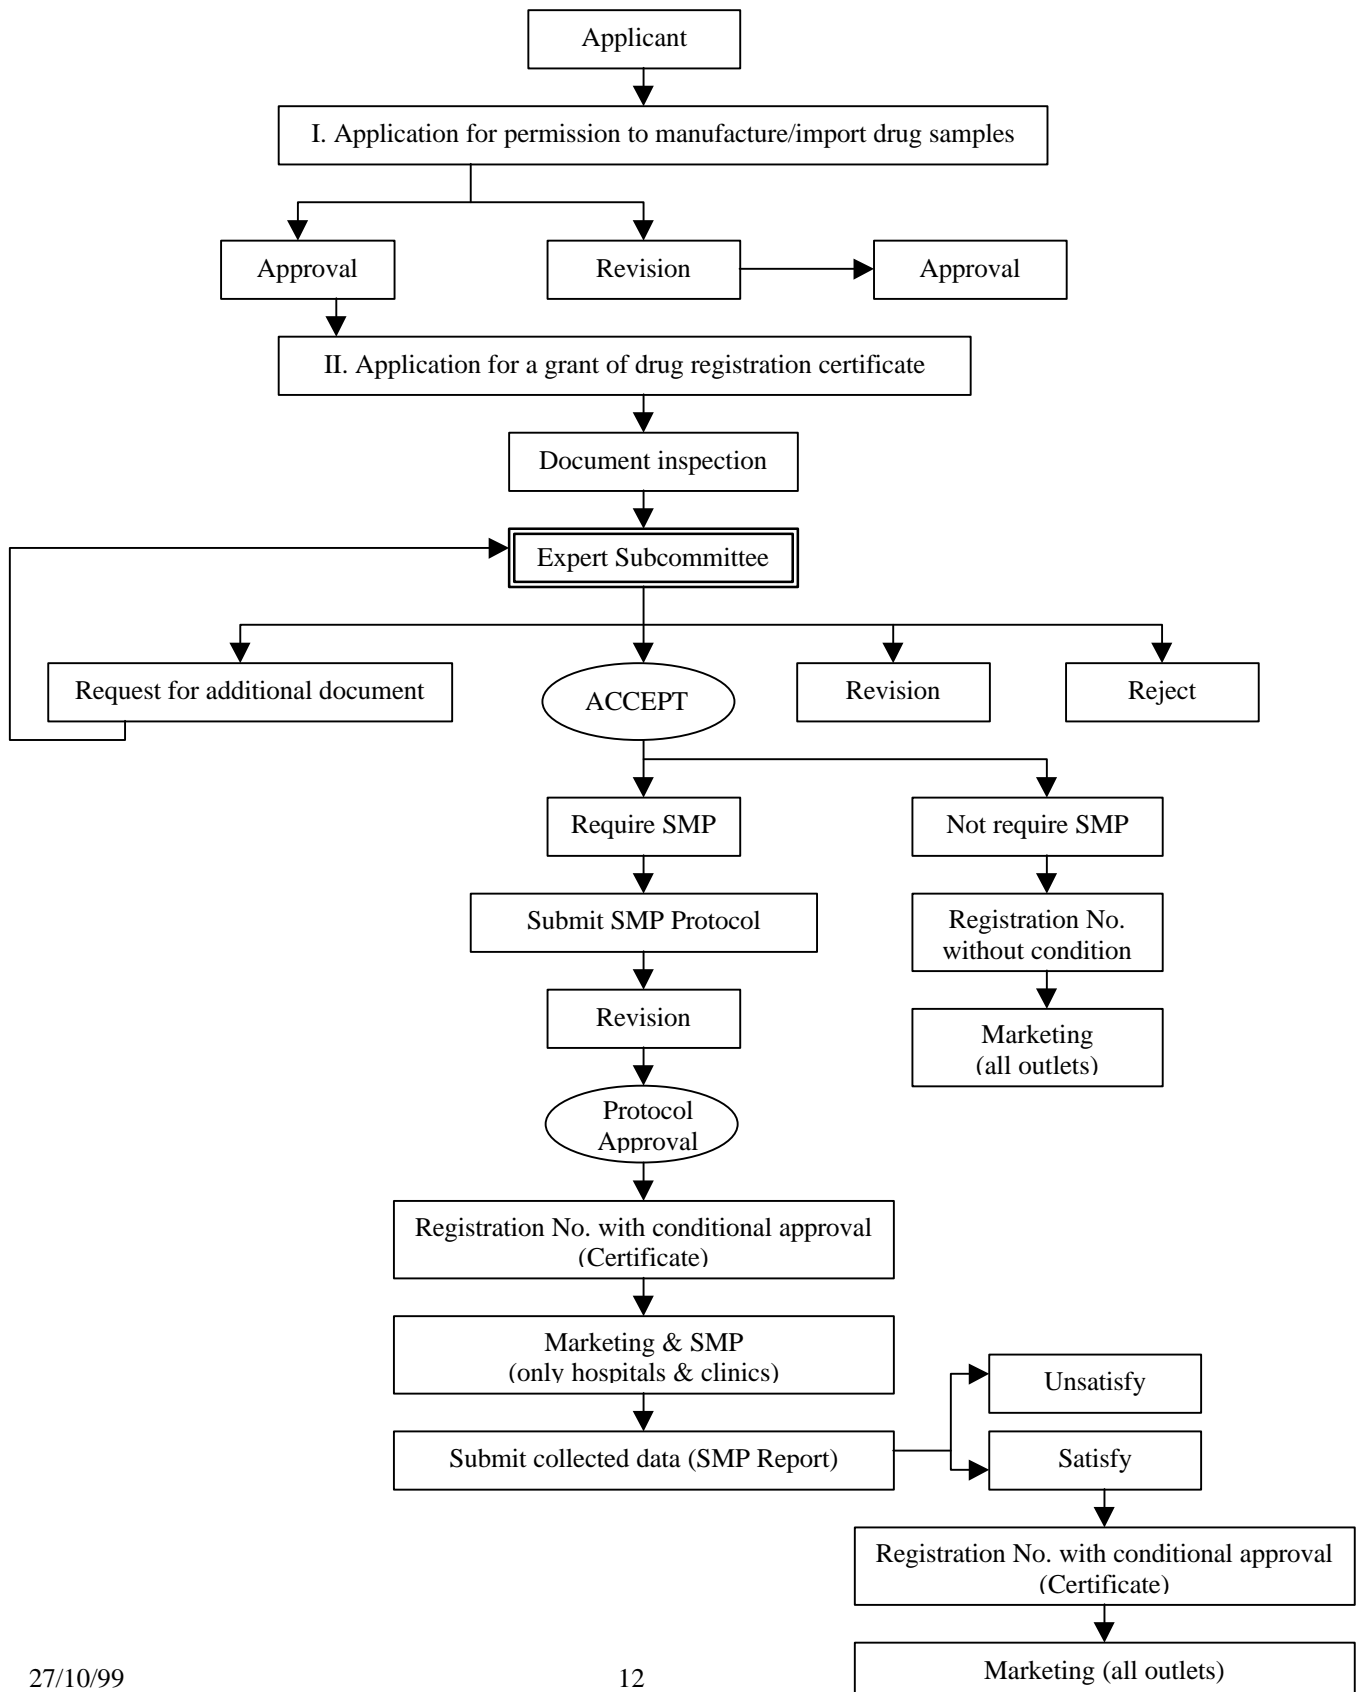 Applicant
I. Application for permission to manufacture/import drug samples
Approval
Revision
Approval
II. Application for a grant of drug registration certificate
Document inspection
Expert Subcommittee
Request for additional document
ACCEPT
Revision
Reject
Require SMP
Not require SMP
Submit SMP Protocol
Registration No.
without condition
Revision
Marketing
(all outlets)
Protocol
Approval
Registration No. with conditional approval
(Certificate)
Marketing & SMP
(only hospitals & clinics)
Unsatisfy
Submit collected data (SMP Report)
Satisfy
Registration No. with conditional approval
(Certificate)
Marketing (all outlets)
27/10/99
12